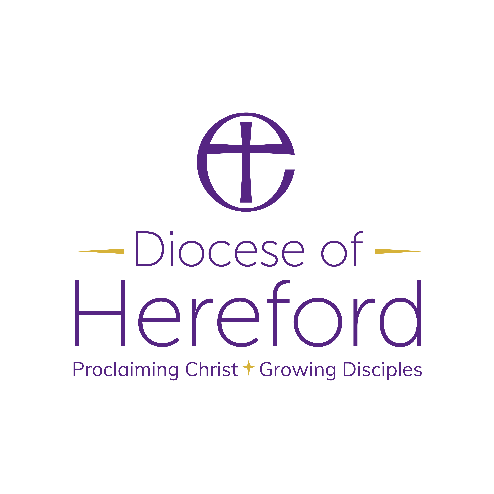 Diocese of
Hereford
Proclaiming Christ Growing Disciples